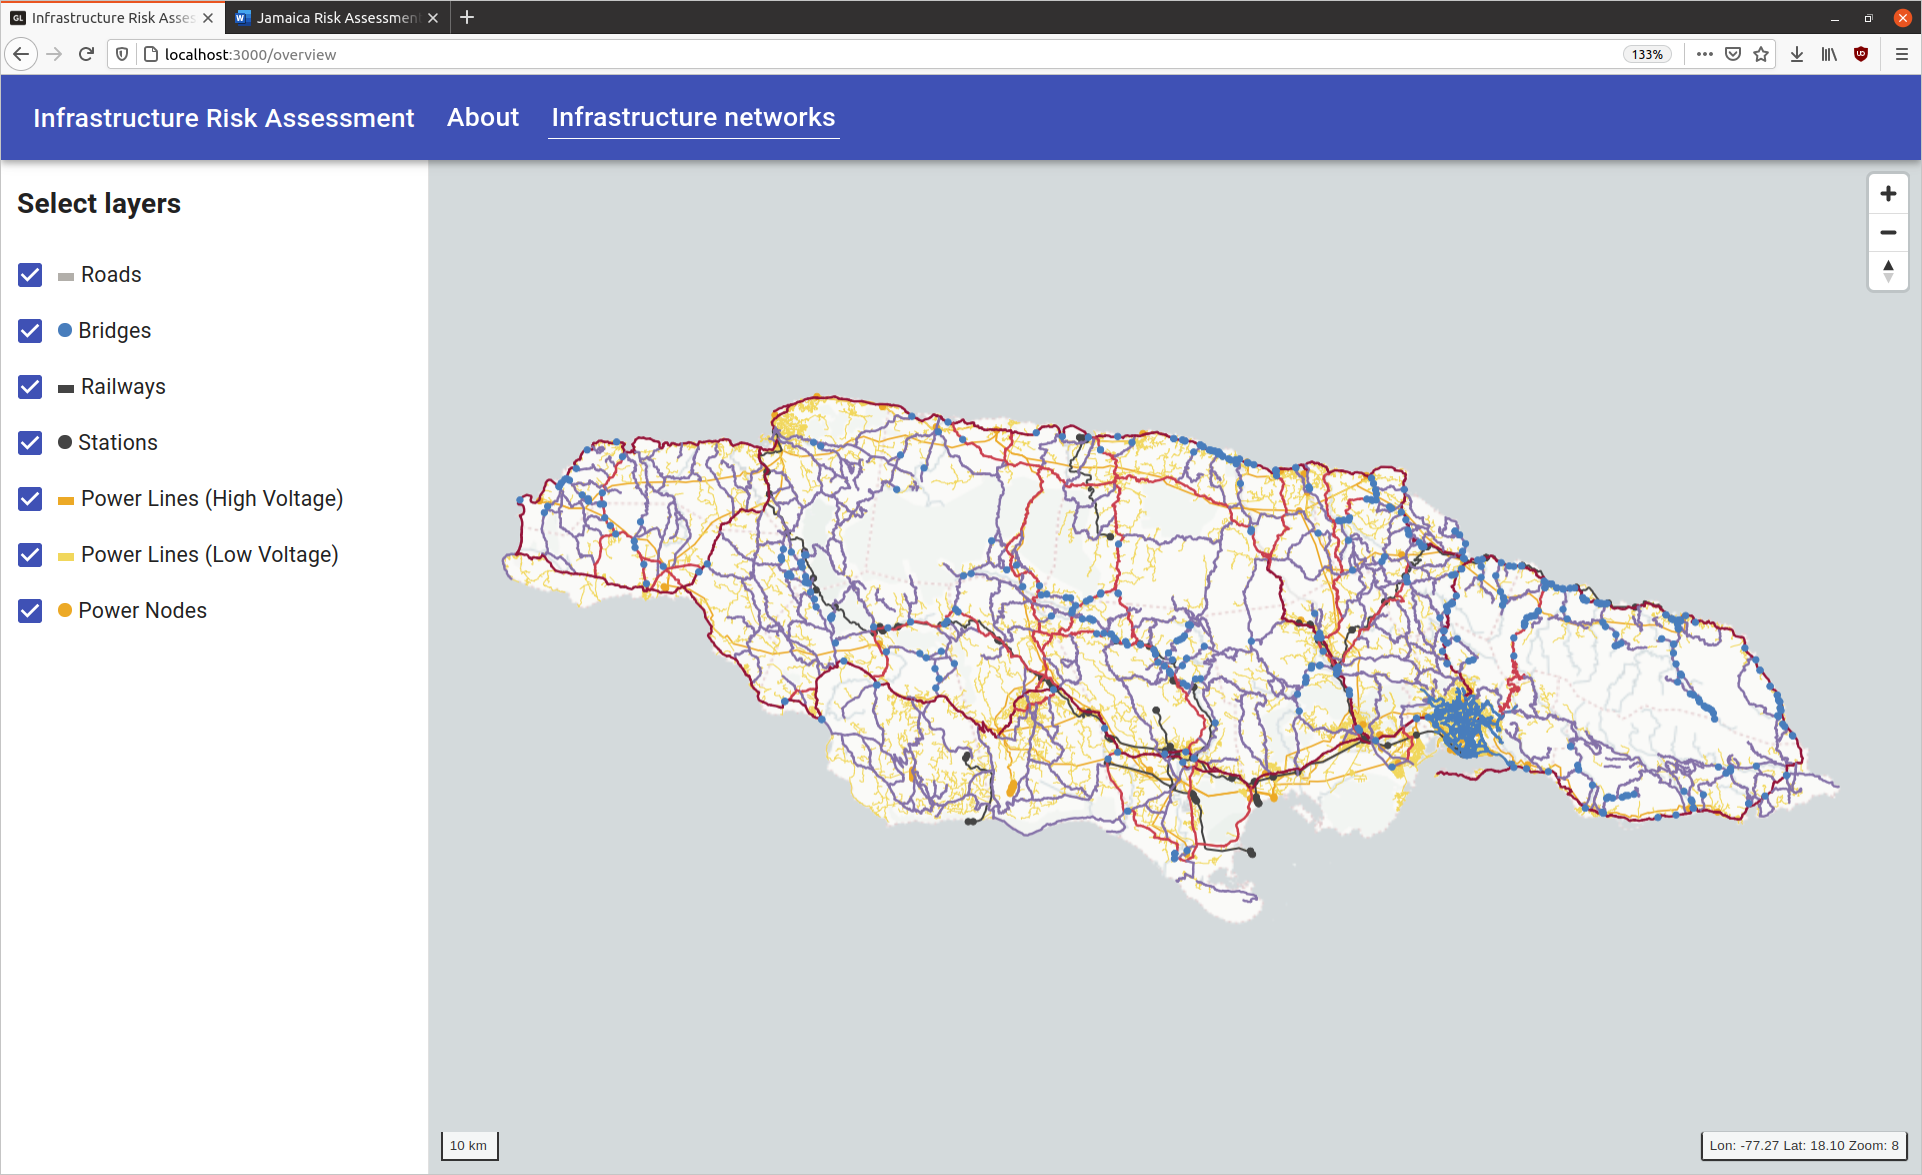 GL Infrastructure Risk Asses
Jamaica Risk Assessmen
localhost:3000/overview
133%
Infrastructure Risk Assessment
About
Infrastructure networks
Select layers
Roads
Bridges
Railways
Stations
Power Lines (High Voltage)
Power Lines (Low Voltage)
Power Nodes
10 km
Lon: -77.27 Lat: 18.10 Zoom: 8